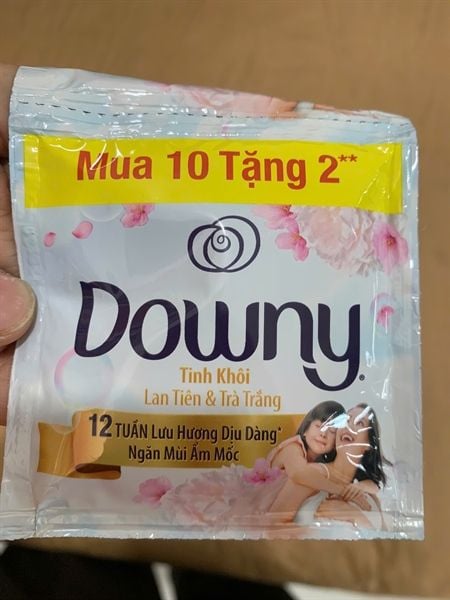 Mua 10 Tặng 2**
Downy®
Tinh Khôi
Lan Tiên & Trà Trắng
12 TUẦN Lưu Hương Dịu Dàng*
Ngăn Mùi Ẩm Mốc